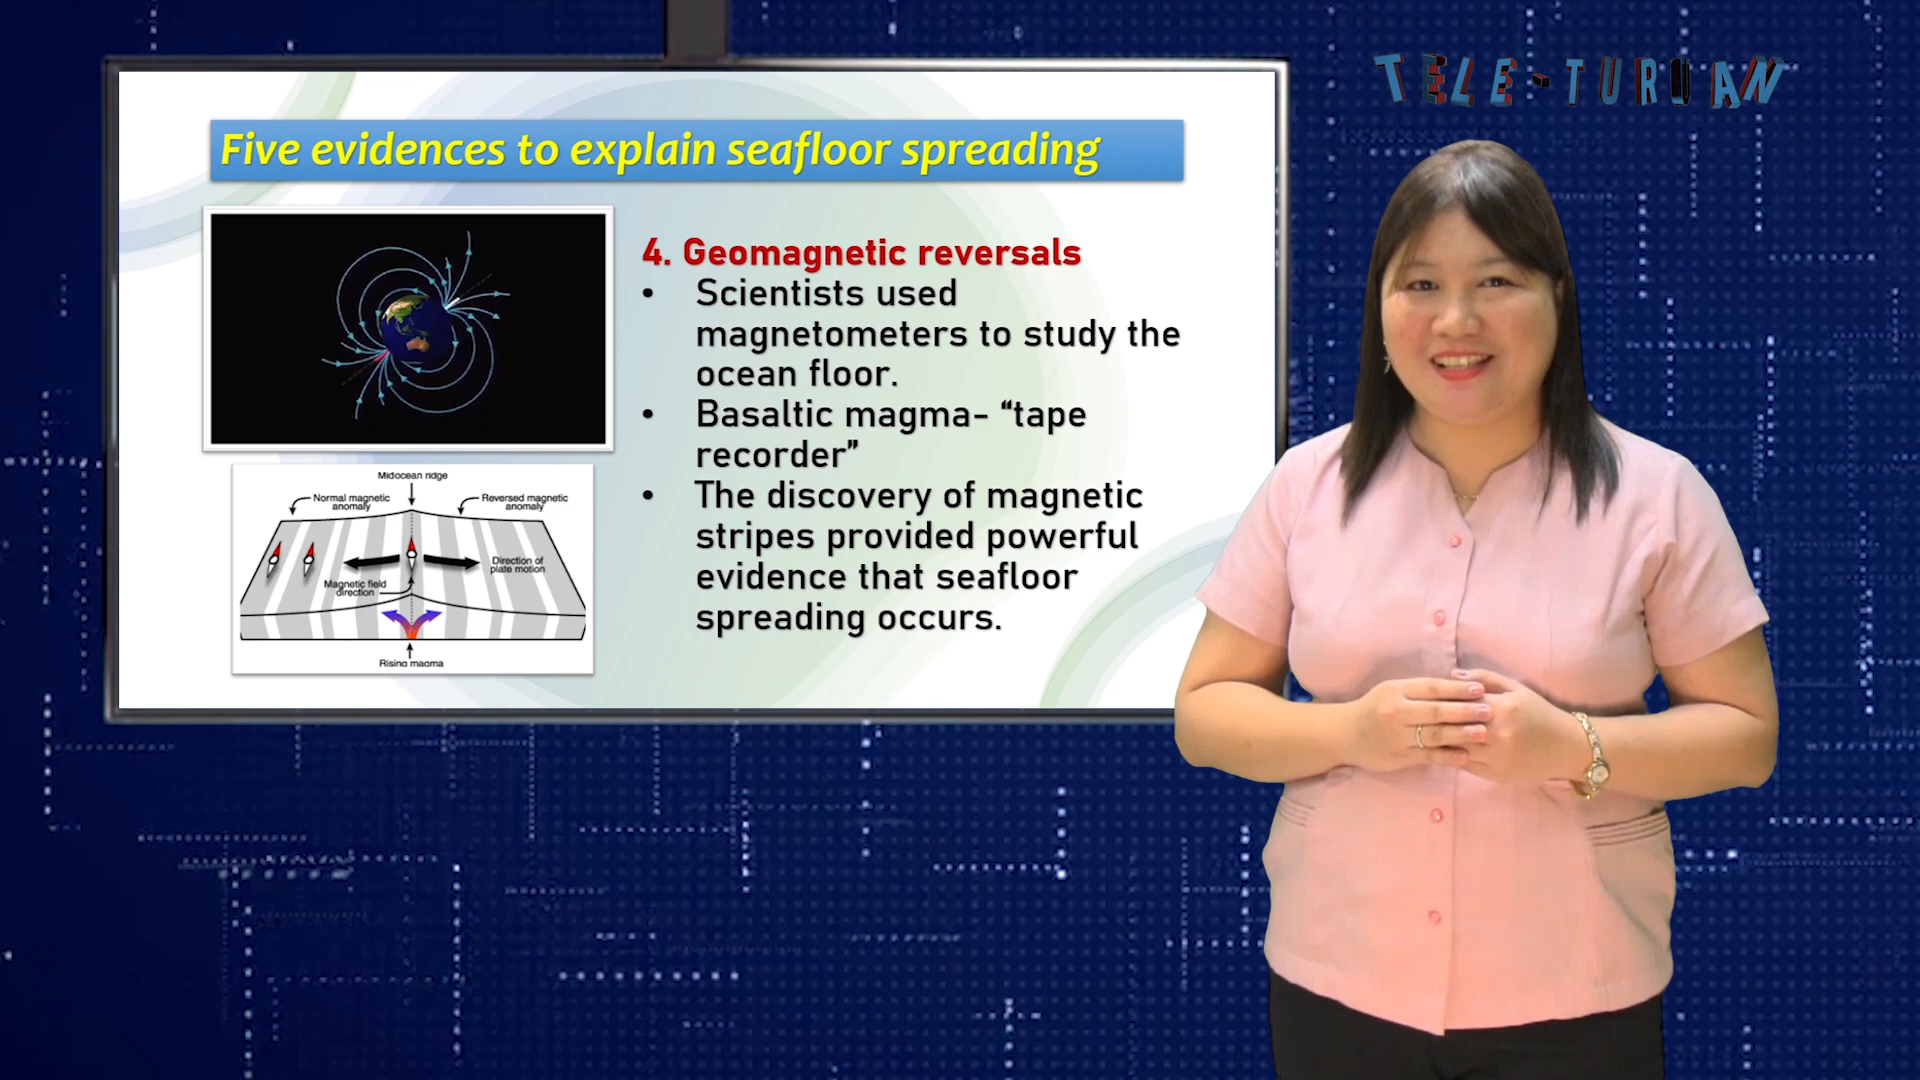 TELE-TURUAN
Five evidences to explain seafloor spreading
4. Geomagnetic reversals
• Scientists used
magnetometers to study the
ocean floor.
• Basaltic magma- “tape
recorder”
• The discovery of magnetic
stripes provided powerful
evidence that seafloor
spreading occurs.
Midocean ridge
Normal magnetic
anomaly
Reversed magnetic
anomaly
Direction of
plate motion
Magnetic field
direction
Rising magma